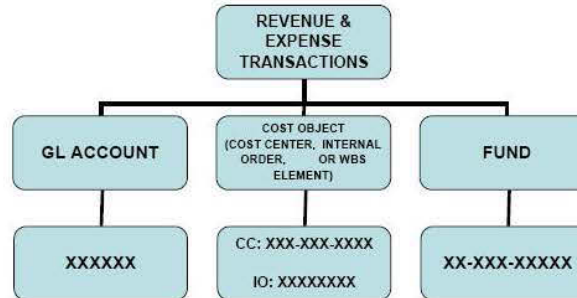 REVENUE &
EXPENSE
TRANSACTIONS
GL ACCOUNT
COST OBJECT
(COST CENTER, INTERNAL
ORDER, OR WBS
ELEMENT)
FUND
XXXXXX
CC: XXX-XXX-XXXX
IO: XXXXXXXX
XX-XXX-XXXXX